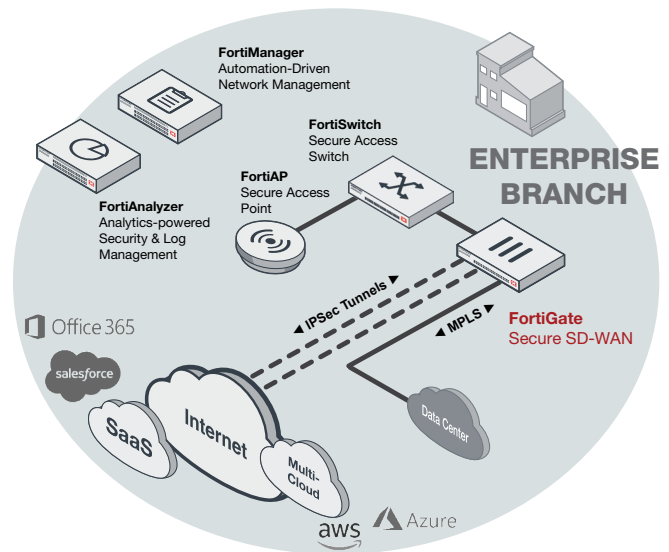 FortiManager
Automation-Driven
Network Management
FortiSwitch
Secure Access
Switch
ENTERPRISE
BRANCH
FortiAP
Secure Access
Point
FortiAnalyzer
Analytics-powered
Security & Log
Management
◄ IPSec Tunnels ►
◄ MPLS ►
FortiGate
Secure SD-WAN
Office 365
salesforce
SaaS
Internet
Multi-
Cloud
Data Center
aws
Azure